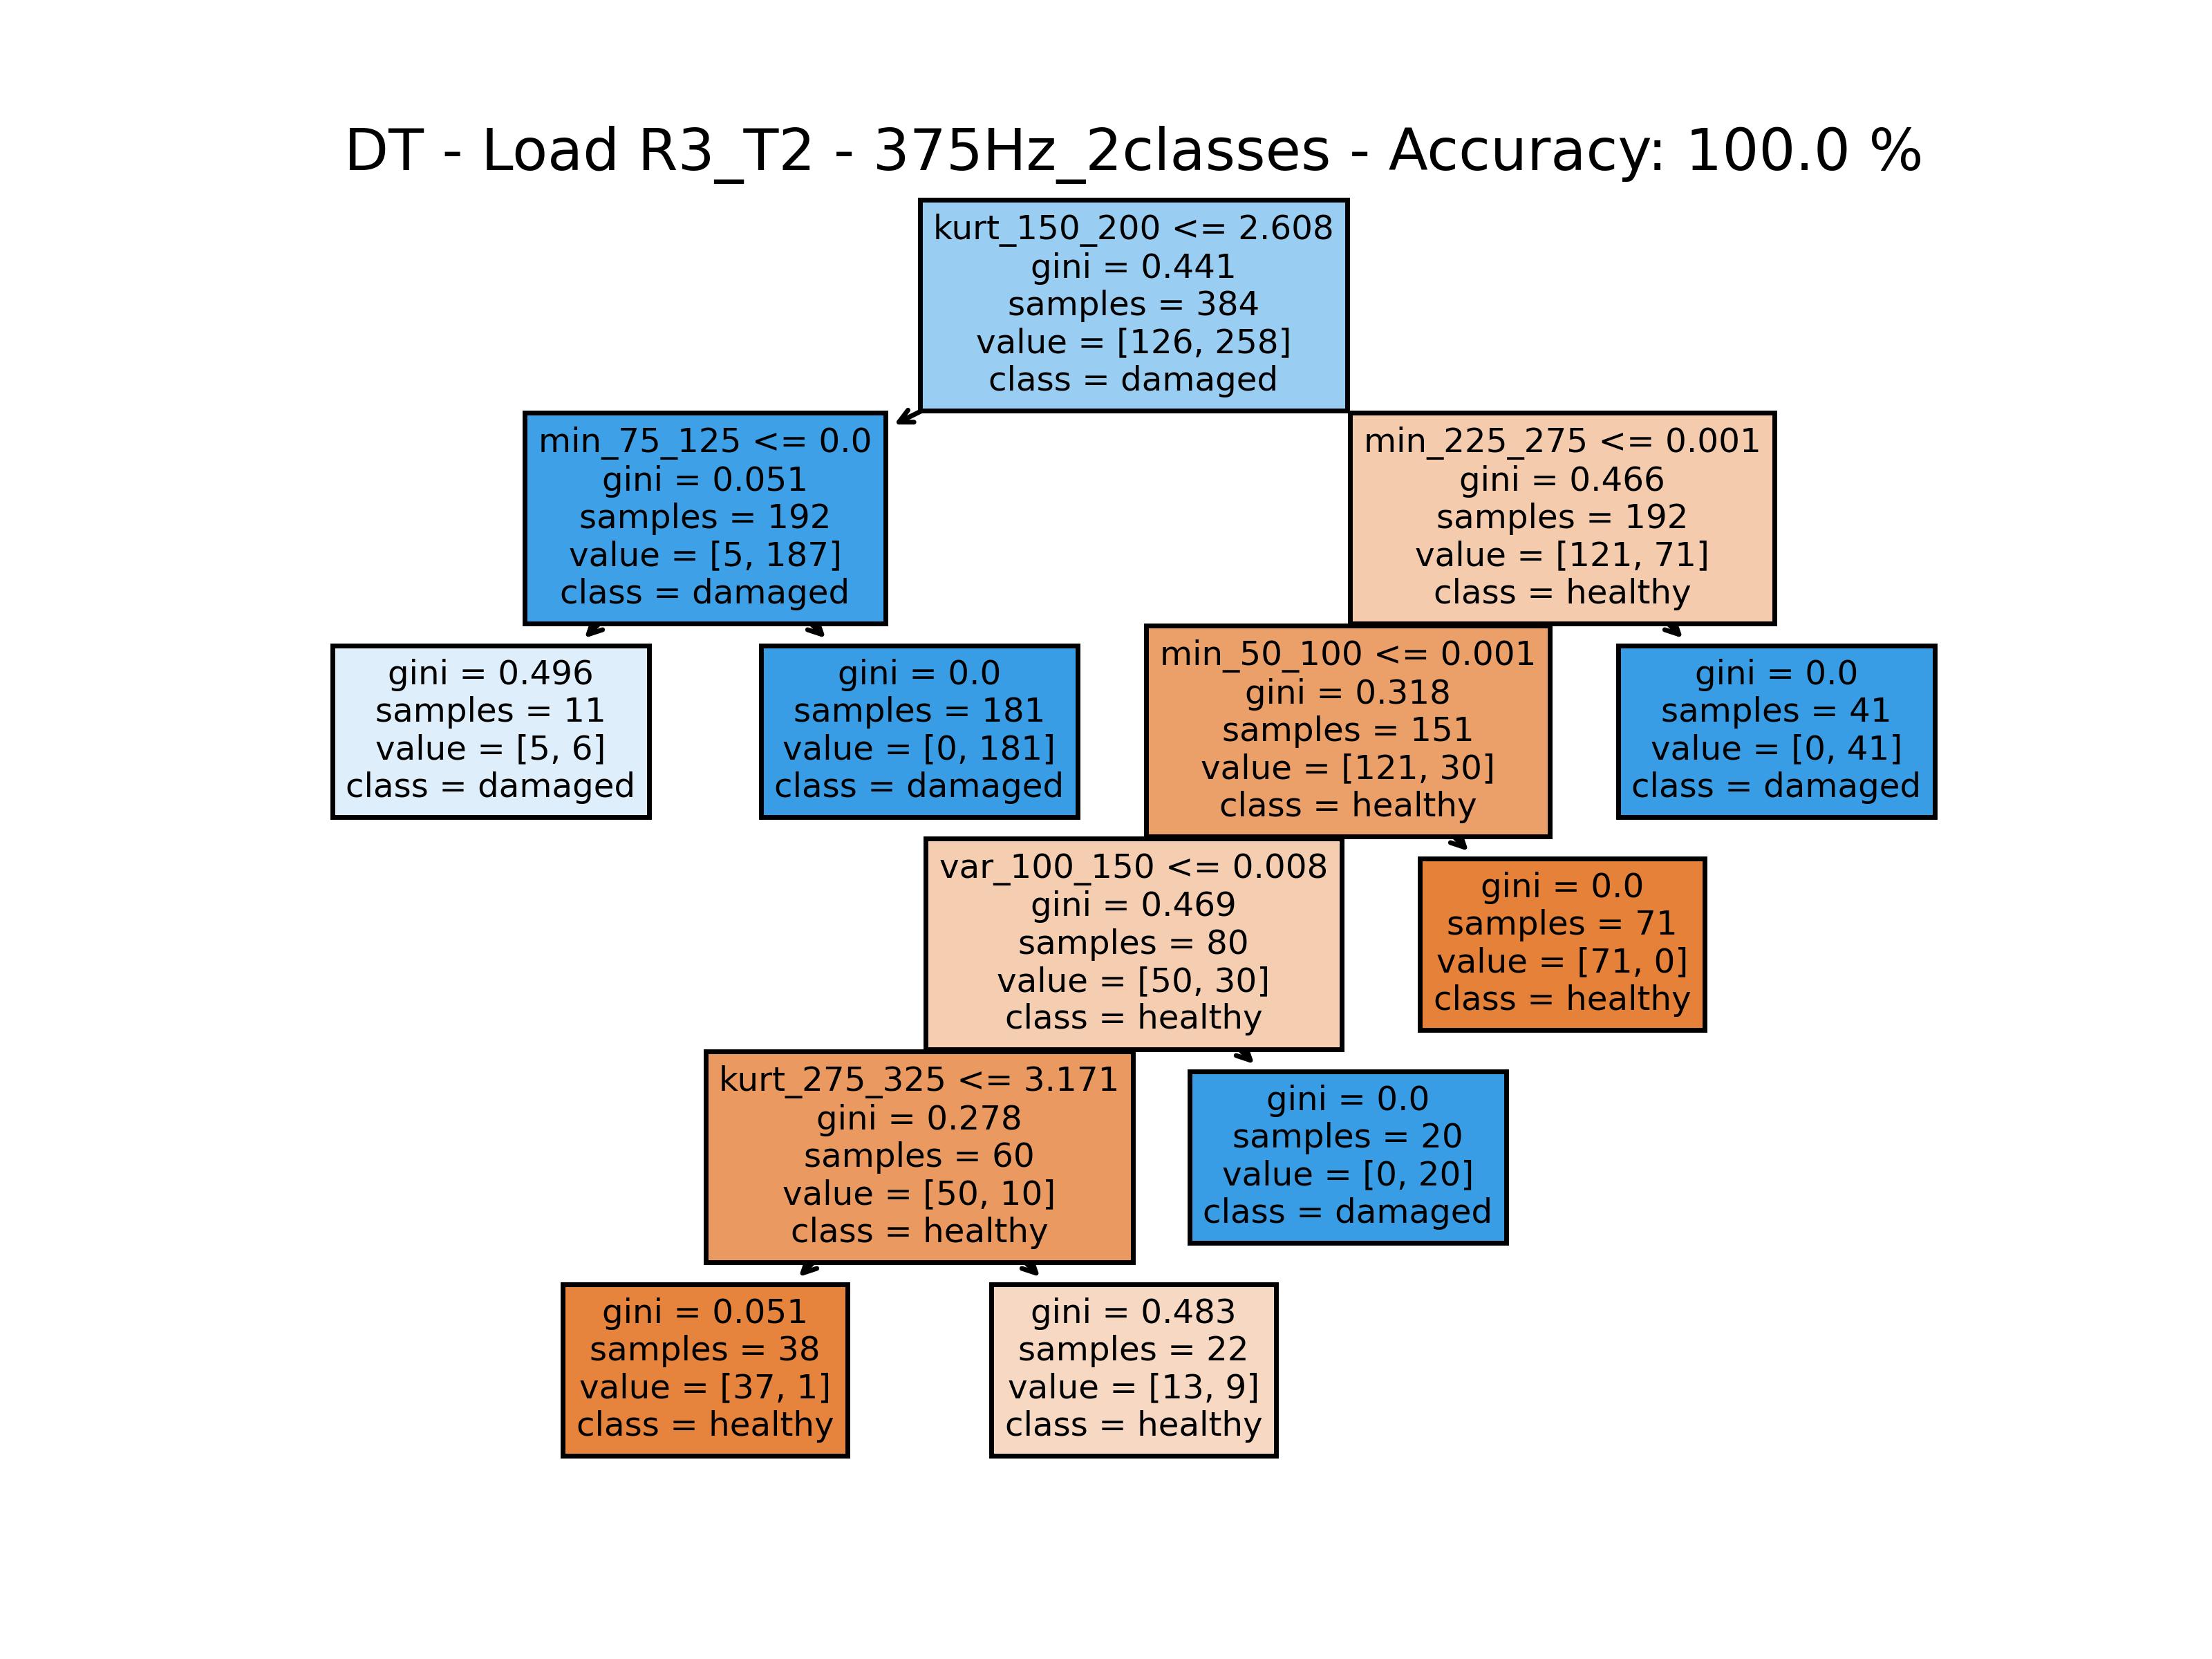 DT - Load R3_T2 - 375Hz_2classes - Accuracy: 100.0 %
kurt_150_200 <= 2.608
gini = 0.441
samples = 384
value = [126, 258]
class = damaged
min_75_125 <= 0.0
gini = 0.051
samples = 192
value = [5, 187]
class = damaged
min_225_275 <= 0.001
gini = 0.466
samples = 192
value = [121, 71]
class = healthy
gini = 0.496
samples = 11
value = [5, 6]
class = damaged
gini = 0.0
samples = 181
value = [0, 181]
class = damaged
min_50_100 <= 0.001
gini = 0.318
samples = 151
value = [121, 30]
class = healthy
gini = 0.0
samples = 41
value = [0, 41]
class = damaged
var_100_150 <= 0.008
gini = 0.469
samples = 80
value = [50, 30]
class = healthy
gini = 0.0
samples = 71
value = [71, 0]
class = healthy
kurt_275_325 <= 3.171
gini = 0.278
samples = 60
value = [50, 10]
class = healthy
gini = 0.0
samples = 20
value = [0, 20]
class = damaged
gini = 0.051
samples = 38
value = [37, 1]
class = healthy
gini = 0.483
samples = 22
value = [13, 9]
class = healthy